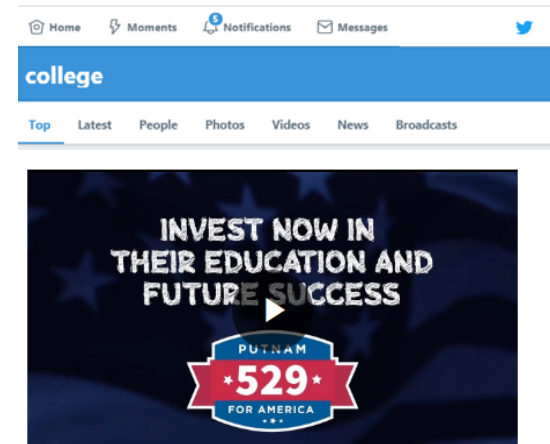 Home Moments 5 Notifications Messages
college
Top Latest People Photos Videos News Broadcasts
INVEST NOW IN
THEIR EDUCATION AND
FUTURE SUCCESS
PUTNAM
529
FOR AMERICA